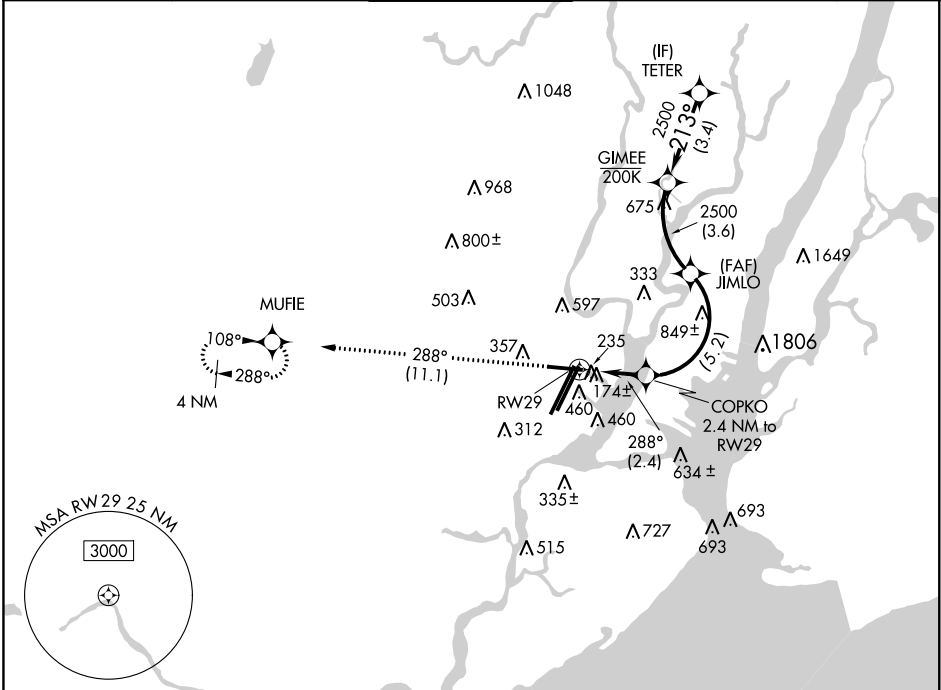 (IF)
TETER
1048
2500
213°
(3.4)
GIMEE
200K
968
675
2500
(3.6)
800±
1649
(FAF)
JIMLO
333
503
597
MUFIE
849±
(5.2)
1806
108°
288°
4 NM
288°
(11.1)
357
235
RW29
174±
460
460
COPKO
2.4 NM to
RW29
312
288°
(2.4)
634±
335±
MSA RW29 25 NM
3000
515
727
693
693